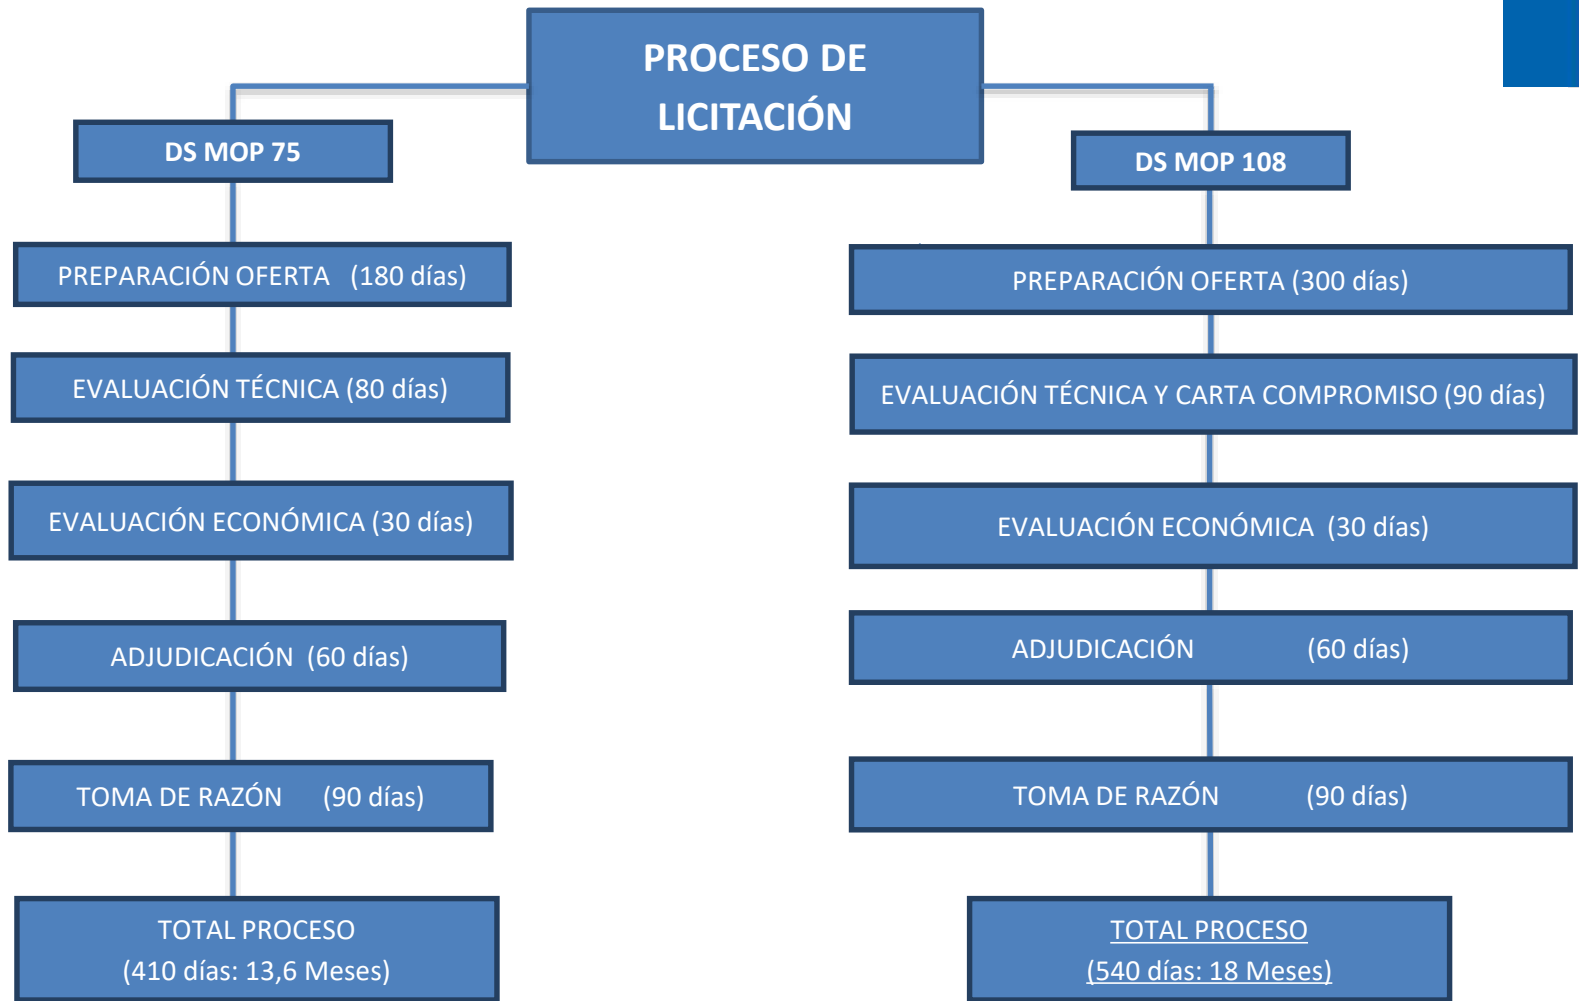 PROCESO DE
LICITACIÓN
DS MOP 75
PREPARACIÓN OFERTA (180 días)
EVALUACIÓN TÉCNICA (80 días)
EVALUACIÓN ECONÓMICA (30 días)
ADJUDICACIÓN (60 días)
TOMA DE RAZÓN (90 días)
TOTAL PROCESO
(410 días: 13,6 Meses)
DS MOP 108
PREPARACIÓN OFERTA (300 días)
EVALUACIÓN TÉCNICA Y CARTA COMPROMISO (90 días)
EVALUACIÓN ECONÓMICA (30 días)
ADJUDICACIÓN (60 días)
TOMA DE RAZÓN (90 días)
TOTAL PROCESO
(540 días: 18 Meses)